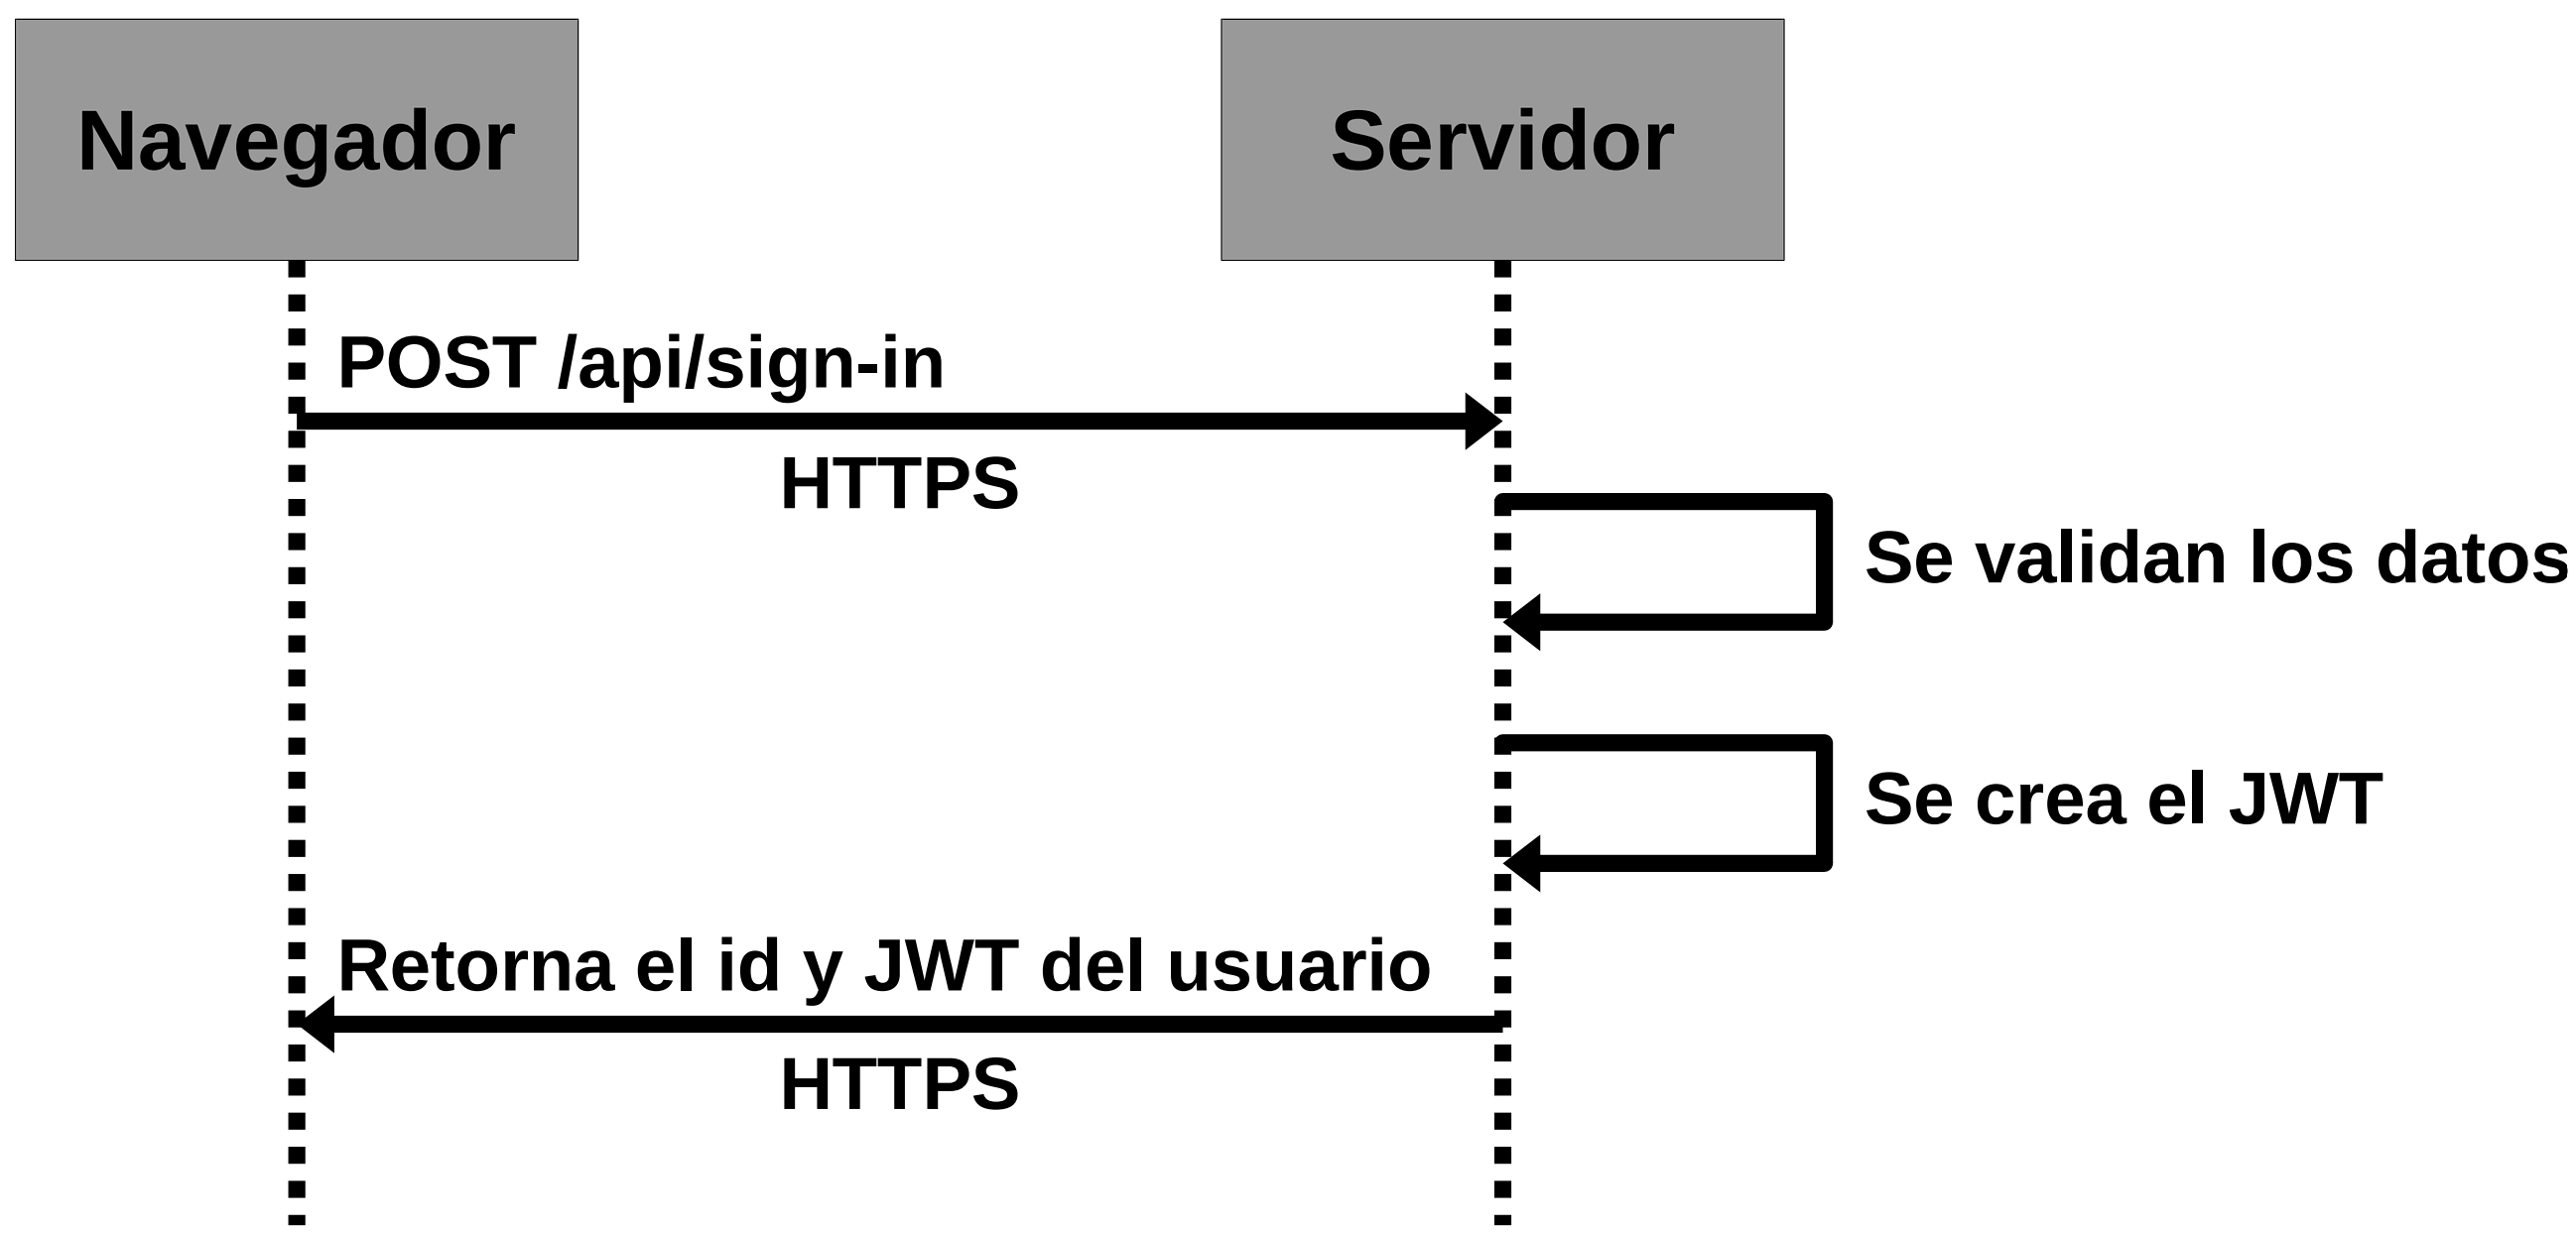 Navegador
Servidor
POST /api/sign-in
HTTPS
Se validan los datos
Se crea el JWT
Retorna el id y JWT del usuario
HTTPS